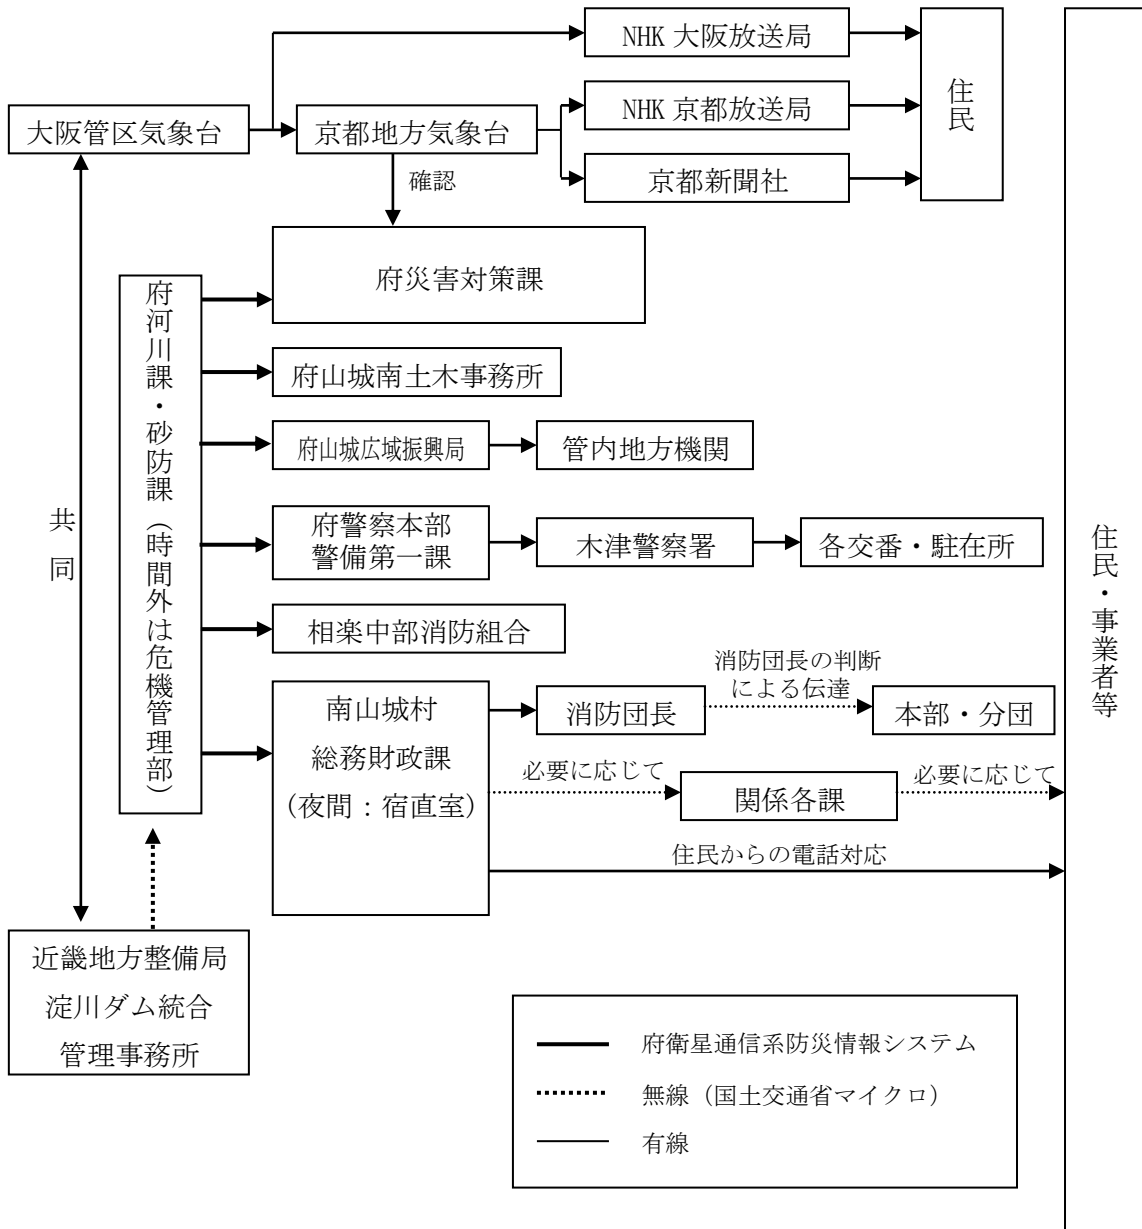 NHK 大阪放送局
住民
大阪管区気象台
京都地方気象台
NHK 京都放送局
京都新聞社
確認
府災害対策課
府河川課・砂防課(時間外は危機管理部)
府山城南土木事務所
府山城広域振興局
管内地方機関
共同
府警察本部
警備第一課
木津警察署
各交番・駐在所
住民・事業者等
相楽中部消防組合
南山城村
総務財政課
(夜間:宿直室)
消防団長
消防団長の判断
による伝達
本部・分団
必要に応じて
関係各課
必要に応じて
住民からの電話対応
近畿地方整備局
淀川ダム統合
管理事務所
府衛星通信系防災情報システム
無線(国土交通省マイクロ)
有線